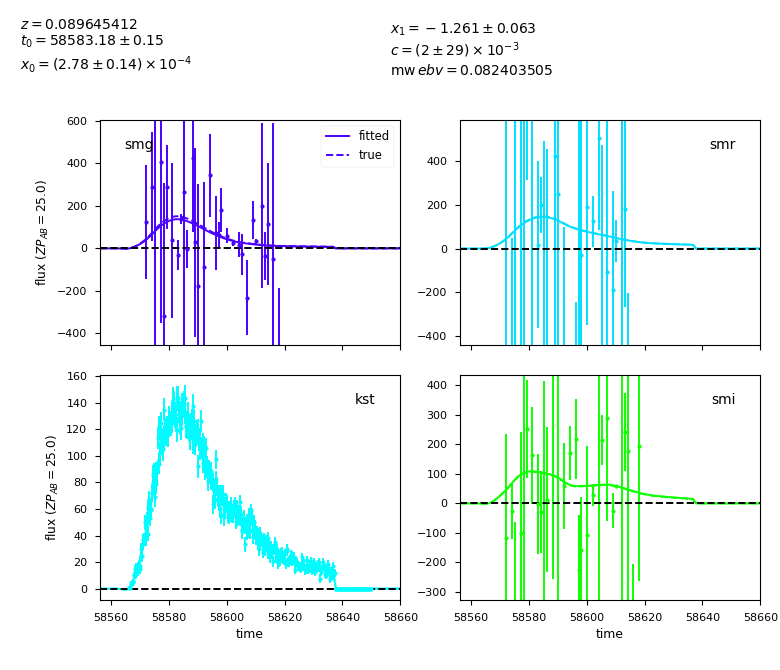 z = 0.089645412
t₀ = 58583.18 ± 0.15
x₀ = (2.78 ± 0.14) × 10⁻⁴
x₁ = −1.261 ± 0.063
c = (2 ± 29) × 10⁻³
mw ebv = 0.082403505
smg
fitted
true
600
400
200
0
−200
−400
flux (ZP_AB = 25.0)
smr
400
200
0
−200
−400
kst
160
140
120
100
80
60
40
20
0
flux (ZP_AB = 25.0)
58560 58580 58600 58620 58640 58660
time
smi
400
300
200
100
0
−100
−200
−300
58560 58580 58600 58620 58640 58660
time